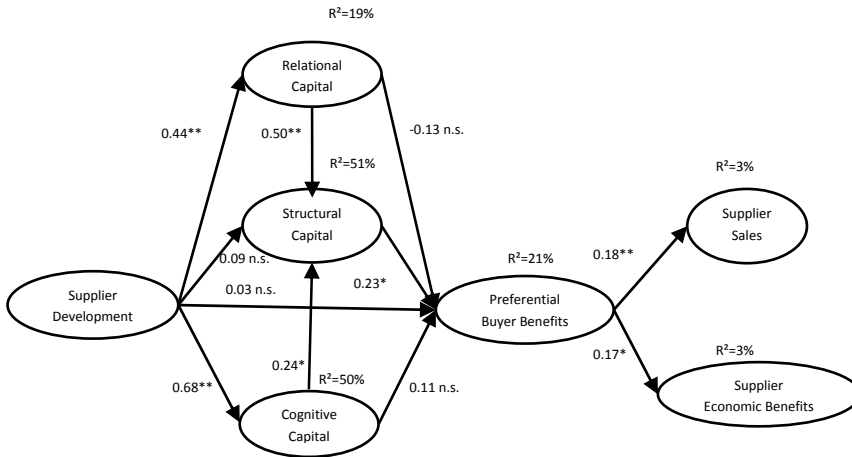 R²=19%
Relational
Capital
0.44**
0.50**
-0.13 n.s.
R²=51%
R²=3%
Structural
Capital
Supplier
Sales
0.09 n.s.
R²=21%
0.18**
Supplier
Development
0.03 n.s.
0.23*
Preferential
Buyer Benefits
0.68**
0.24*
R²=50%
0.11 n.s.
0.17*
R²=3%
Supplier
Economic Benefits
Cognitive
Capital